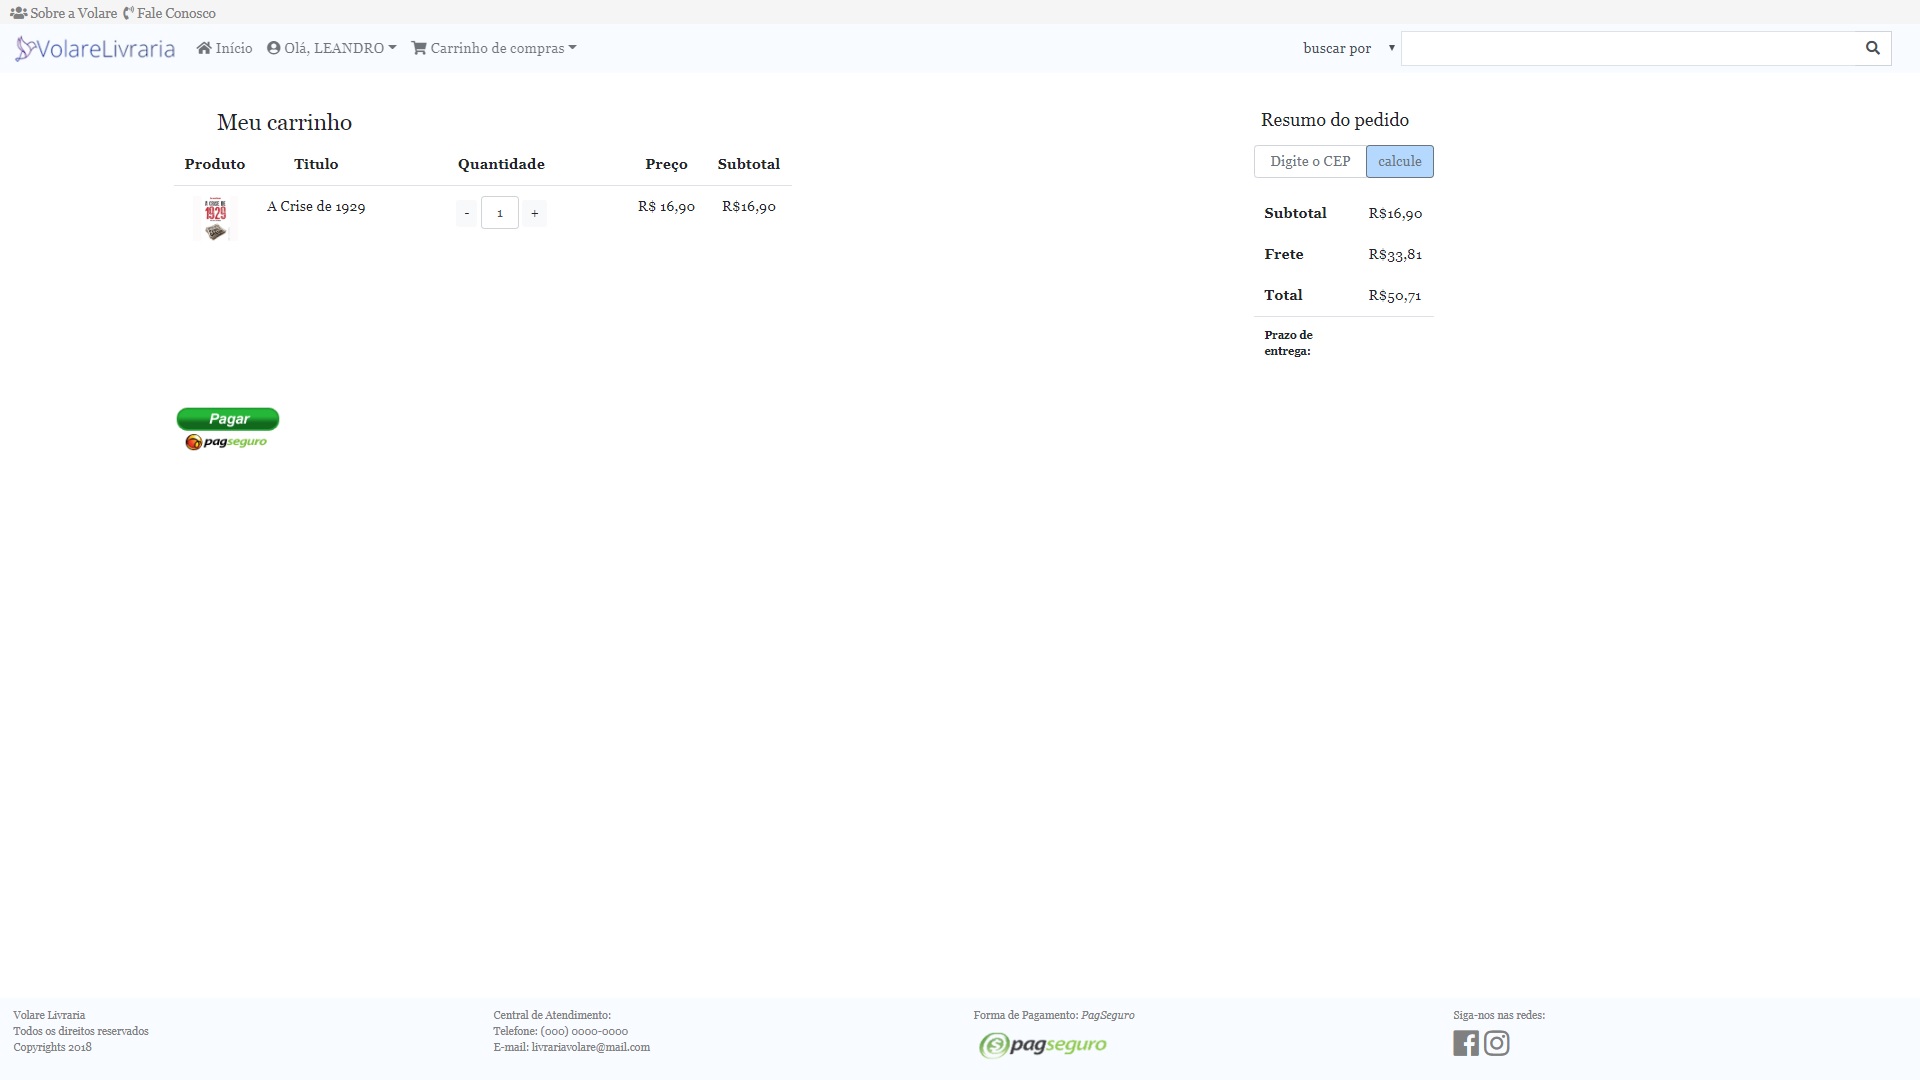 Sobre a Volare Fale Conosco
VolareLivraria Início Olá, LEANDRO Carrinho de compras buscar por
Meu carrinho
Produto Titulo Quantidade Preço Subtotal
A CRISE DE 1929 A Crise de 1929 - 1 + R$ 16,90 R$16,90
Resumo do pedido
Digite o CEP calcule
Subtotal R$16,90
Frete R$33,81
Total R$50,71
Prazo de
entrega:
Pagar
pagseguro
Volare Livraria
Todos os direitos reservados
Copyrights 2018
Central de Atendimento:
Telefone: (000) 0000-0000
E-mail: livrariavolare@mail.com
Forma de Pagamento: PagSeguro
pagseguro
Siga-nos nas redes: